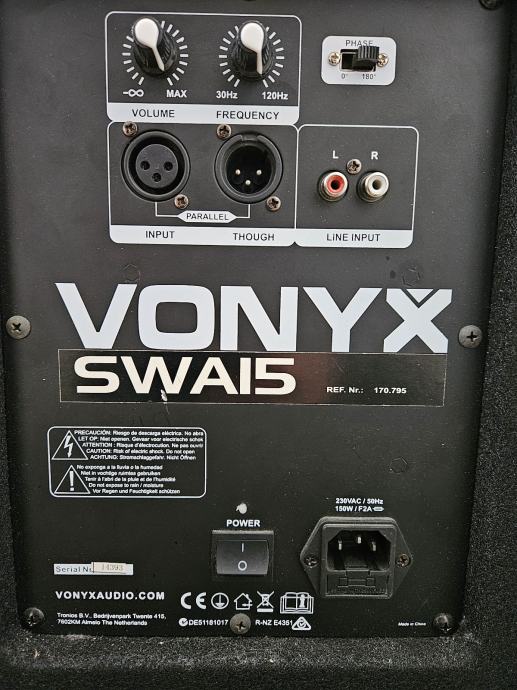 PHASE
0° 180°
-∞ MAX 30Hz 120Hz
VOLUME FREQUENCY
L R
PARALLEL
INPUT THOUGH LiNE INPUT
VONYX
SWA15 REF. Nr.: 170.795
PRECAUCIÓN: Riesgo de descarga eléctrica. No abra
LET OP: Niet openen. Gevaar voor electrische schok
ATTENTION : Risque d'électrocution. Ne pas ouvrir
CAUTION: Risk of electric shock. Do not open
ACHTUNG: Stromschlaggefahr. Nicht Öffnen
No exponga a la lluvia o la humedad
Niet in vochtige ruimtes gebruiken
Tenir à l'abri de la pluie et de l'humidité
Do not expose to rain / moisture
Vor Regen und Feuchtigkeit schützen
230VAC / 50Hz
150W / F2A
POWER
I
O
Serial Nr. 14393
VONYXAUDIO.COM
CE
Tronios B.V., Bedrijvenpark Twente 415,
7602KM Almelo The Netherlands
DE51181017 R-NZ E4351
Made in China